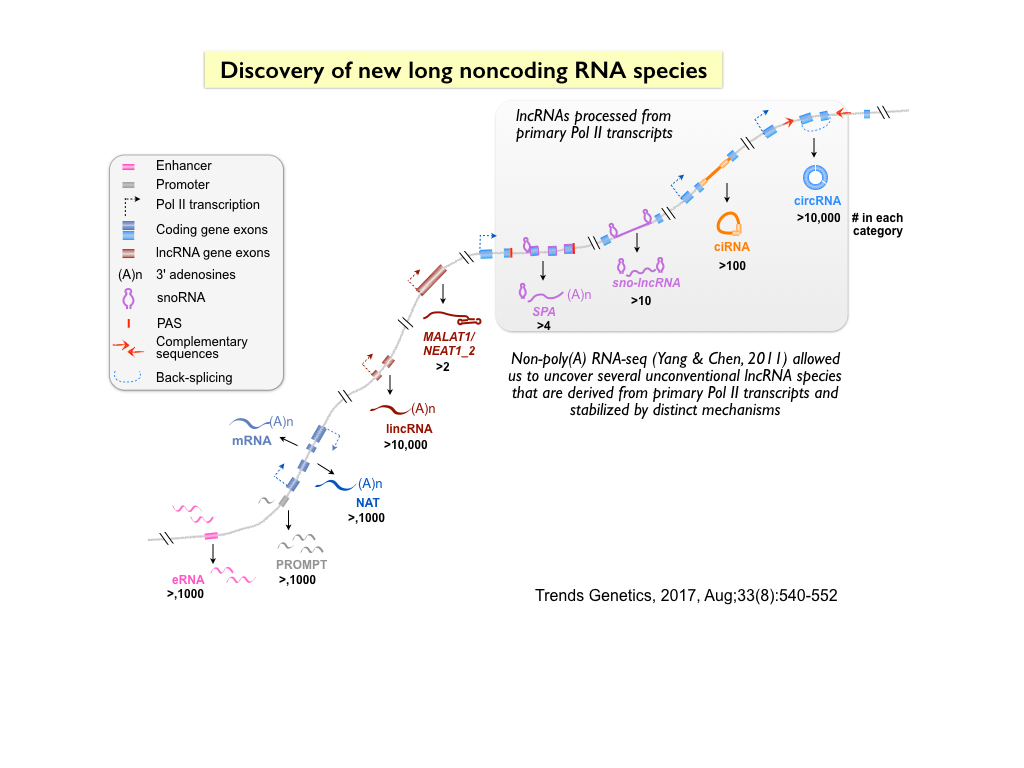 Discovery of new long noncoding RNA species
lncRNAs processed from
primary Pol II transcripts
Enhancer
Promoter
Pol II transcription
Coding gene exons
lncRNA gene exons
(A)n 3' adenosines
snoRNA
PAS
Complementary
sequences
Back-splicing
circRNA
>10,000
# in each
category
ciRNA
>100
sno-lncRNA
>10
(A)n
SPA
>4
MALAT1/
NEAT1_2
>2
Non-poly(A) RNA-seq (Yang & Chen, 2011) allowed
us to uncover several unconventional lncRNA species
that are derived from primary Pol II transcripts and
stabilized by distinct mechanisms
(A)n
lincRNA
>10,000
(A)n
mRNA
(A)n
NAT
>,1000
PROMPT
>,1000
eRNA
>,1000
Trends Genetics, 2017, Aug;33(8):540-552